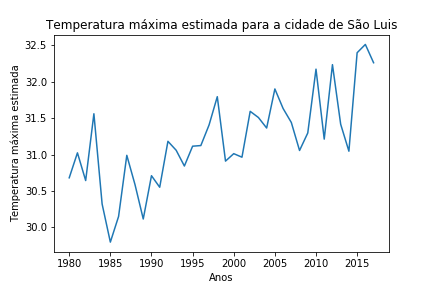 Temperatura máxima estimada para a cidade de São Luis
Temperatura máxima estimada
32.5
32.0
31.5
31.0
30.5
30.0
1980 1985 1990 1995 2000 2005 2010 2015
Anos